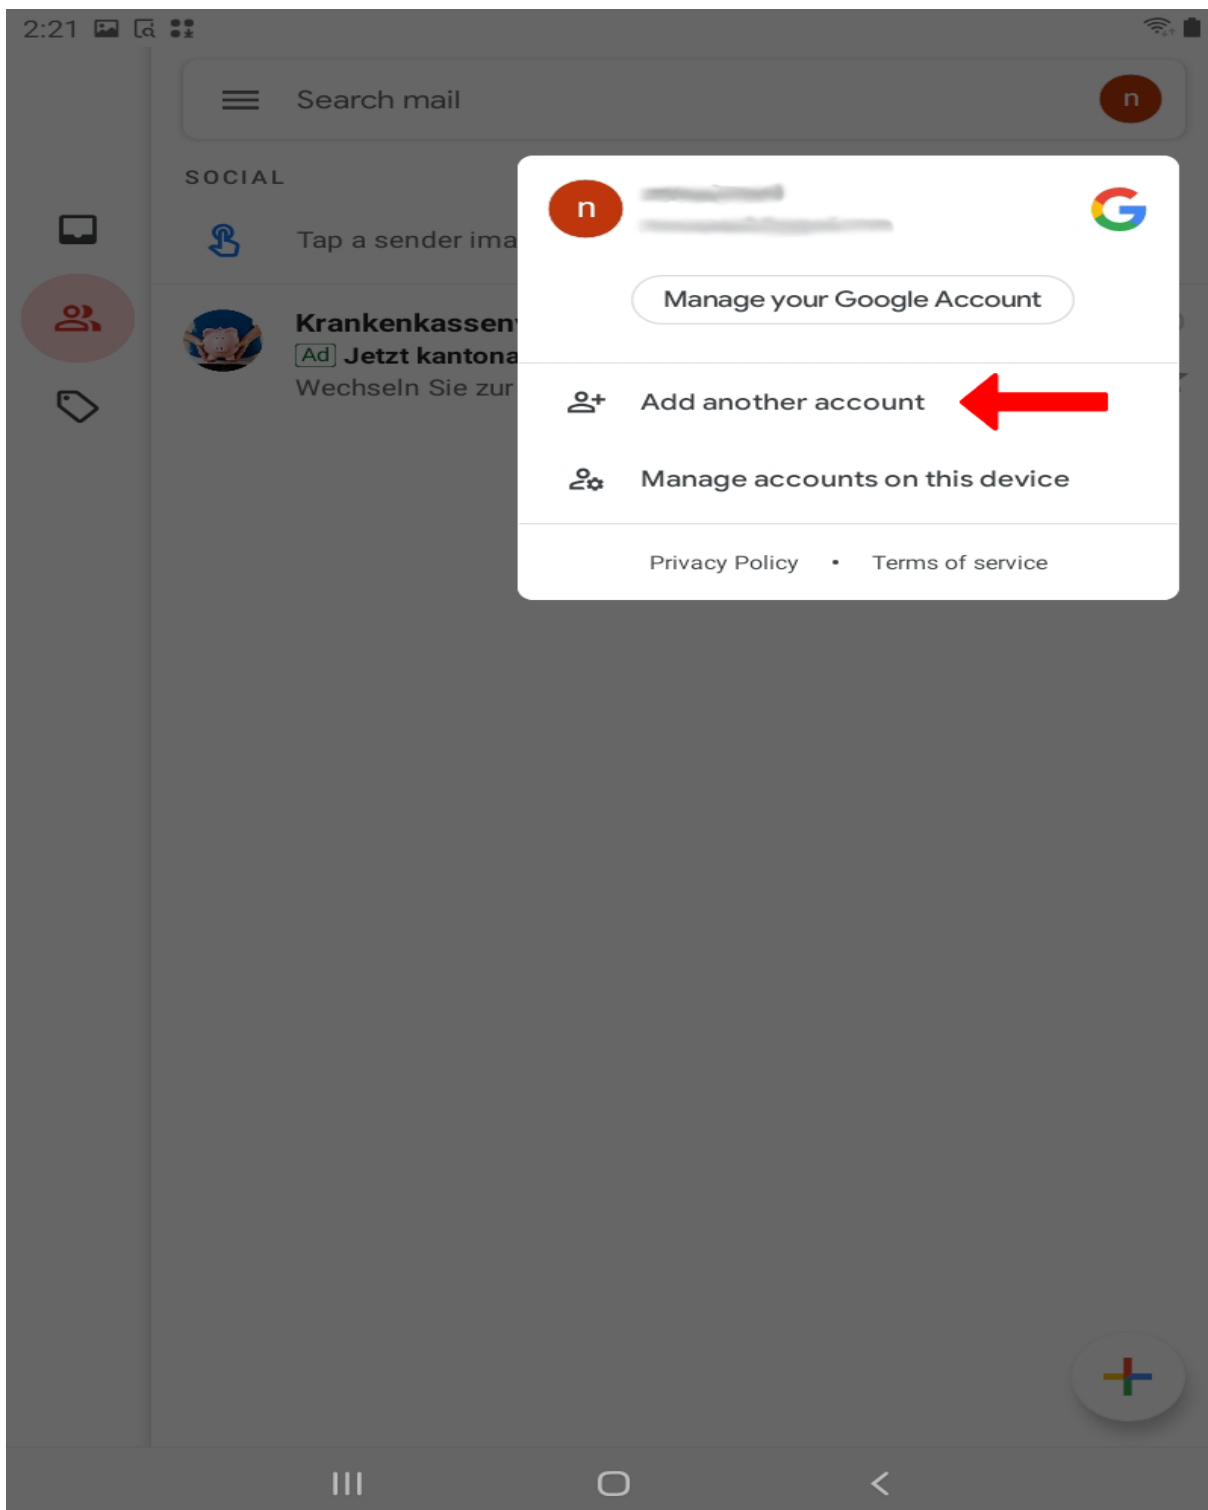 2:21
Search mail
n
SOCIAL
n
Tap a sender ima
Manage your Google Account
Krankenkassen
Ad Jetzt kantona
Wechseln Sie zur
Add another account
Manage accounts on this device
Privacy Policy • Terms of service